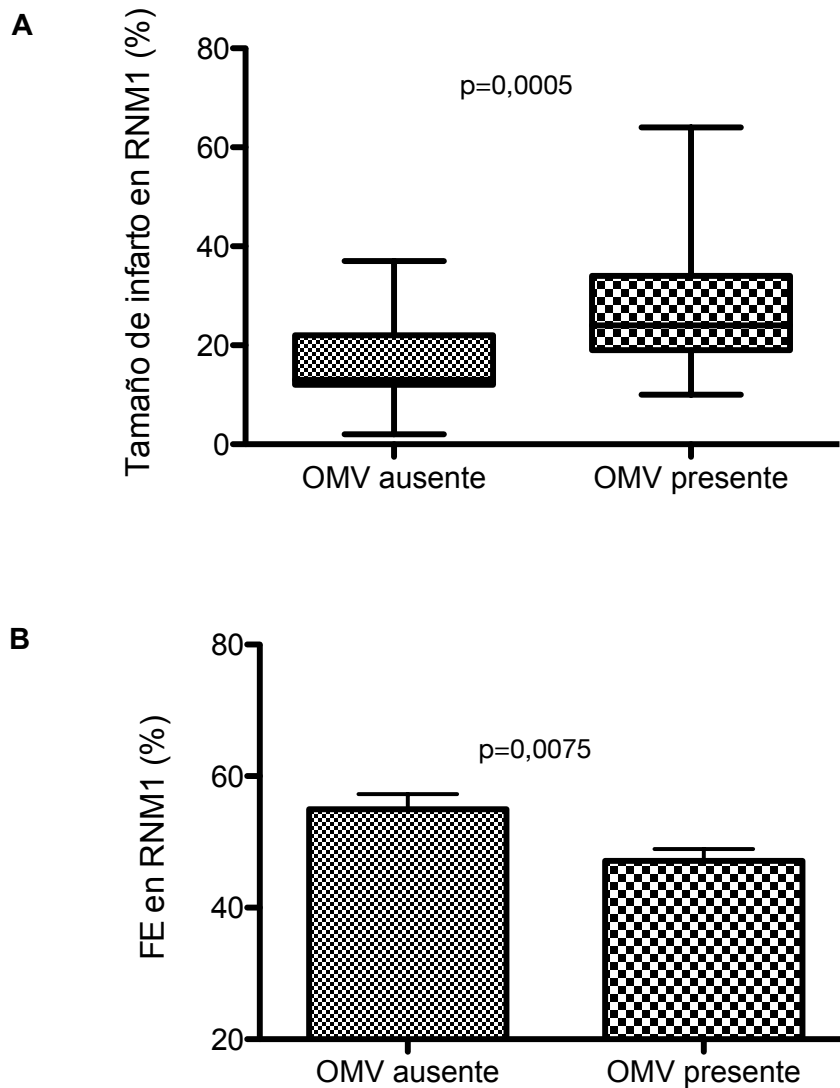 A
Tamaño de infarto en RNM1 (%)
80
60
40
20
0
p=0,0005
OMV ausente
OMV presente
B
FE en RNM1 (%)
80
60
40
20
p=0,0075
OMV ausente
OMV presente